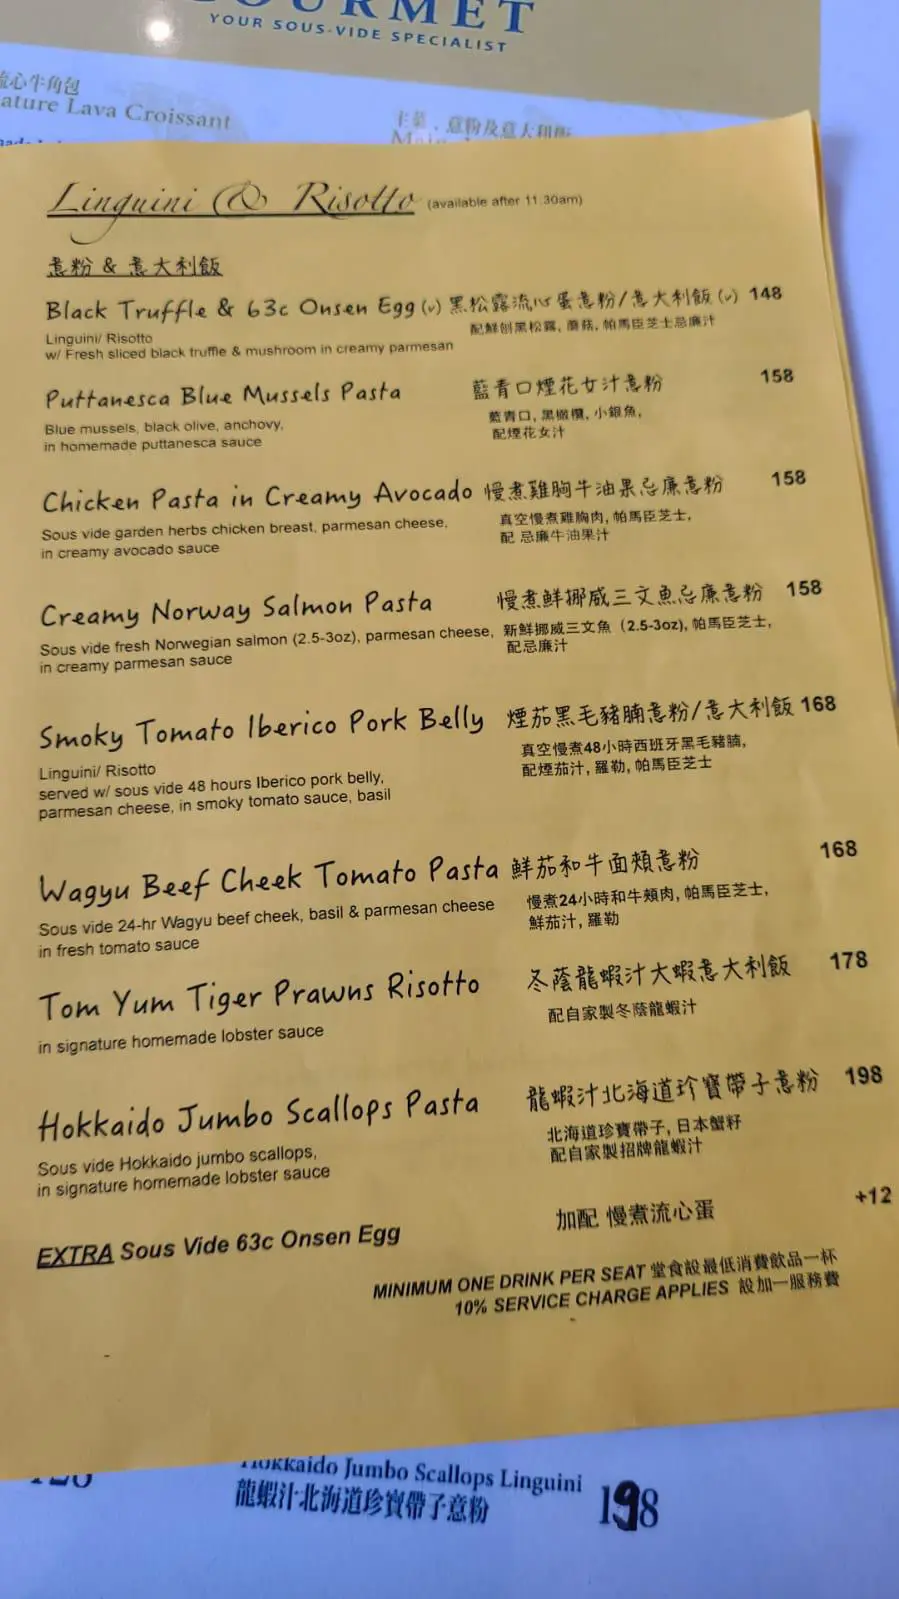 YOUR SOUS-VIDE SPECIALIST
流心牛角包
ature Lava Croissant
主菜、意粉及意大利飯
Linguini & Risotto (available after 11.30am)
意粉 & 意大利飯
Black Truffle & 63c Onsen Egg (v) 黑松露流心蛋意粉/意大利飯 (v) 148
Linguini/ Risotto
w/ Fresh sliced black truffle & mushroom in creamy parmesan
配鮮刨黑松露, 蘑菇, 帕馬臣芝士忌廉汁
Puttanesca Blue Mussels Pasta 藍青口煙花女汁意粉 158
Blue mussels, black olive, anchovy,
in homemade puttanesca sauce
藍青口, 黑橄欖, 小銀魚,
配煙花女汁
Chicken Pasta in Creamy Avocado 慢煮雞胸牛油果忌廉意粉 158
Sous vide garden herbs chicken breast, parmesan cheese,
in creamy avocado sauce
真空慢煮雞胸肉, 帕馬臣芝士,
配 忌廉牛油果汁
Creamy Norway Salmon Pasta 慢煮鮮挪威三文魚忌廉意粉 158
Sous vide fresh Norwegian salmon (2.5-3oz), parmesan cheese,
in creamy parmesan sauce
新鮮挪威三文魚 (2.5-3oz), 帕馬臣芝士,
配忌廉汁
Smoky Tomato Iberico Pork Belly 煙茄黑毛豬腩意粉/意大利飯 168
Linguini/ Risotto
served w/ sous vide 48 hours Iberico pork belly,
parmesan cheese, in smoky tomato sauce, basil
真空慢煮48小時西班牙黑毛豬腩,
配煙茄汁, 羅勒, 帕馬臣芝士
Wagyu Beef Cheek Tomato Pasta 鮮茄和牛面頰意粉 168
Sous vide 24-hr Wagyu beef cheek, basil & parmesan cheese
in fresh tomato sauce
慢煮24小時和牛頰肉, 帕馬臣芝士,
鮮茄汁, 羅勒
Tom Yum Tiger Prawns Risotto 冬蔭龍蝦汁大蝦意大利飯 178
in signature homemade lobster sauce
配自家製冬蔭龍蝦汁
Hokkaido Jumbo Scallops Pasta 龍蝦汁北海道珍寶帶子意粉 198
Sous vide Hokkaido jumbo scallops,
in signature homemade lobster sauce
北海道珍寶帶子, 日本蟹籽
配自家製招牌龍蝦汁
EXTRA Sous Vide 63c Onsen Egg 加配 慢煮流心蛋 +12
MINIMUM ONE DRINK PER SEAT 堂食設最低消費飲品一杯
10% SERVICE CHARGE APPLIES 設加一服務費
Hokkaido Jumbo Scallops Linguini
龍蝦汁北海道珍寶帶子意粉
198